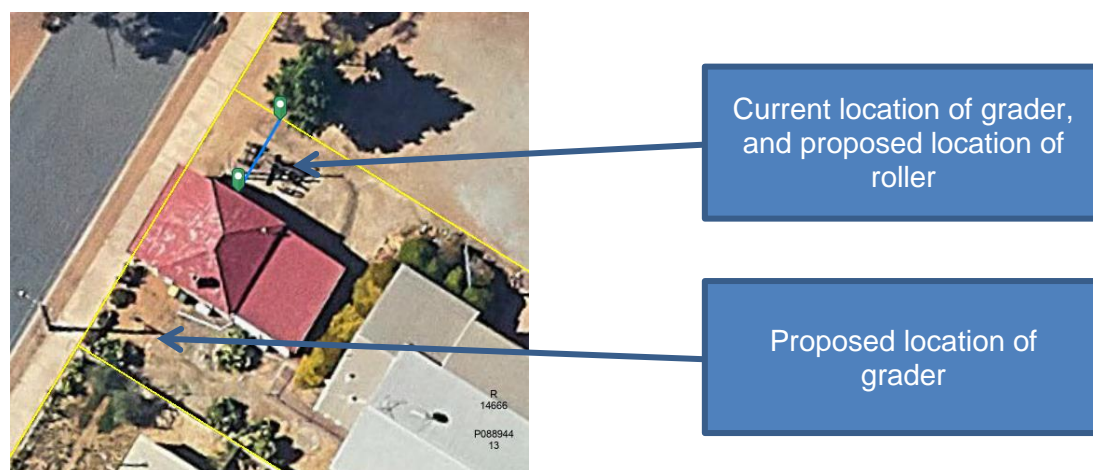 Current location of grader,
and proposed location of
roller
Proposed location of
grader
R
14666
P088944
13